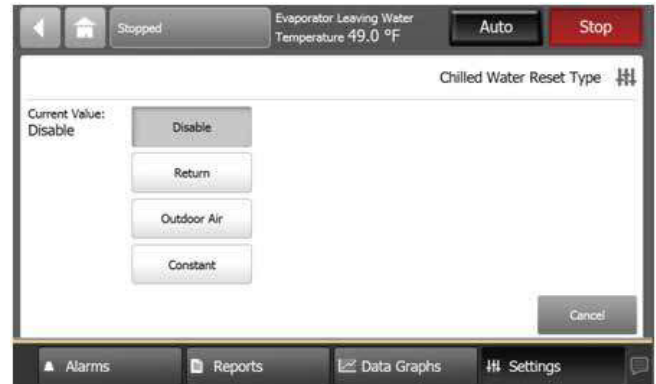 Stopped
Evaporator Leaving Water
Temperature 49.0 °F
Auto
Stop
Chilled Water Reset Type
Current Value:
Disable
Disable
Return
Outdoor Air
Constant
Cancel
Alarms
Reports
Data Graphs
Settings